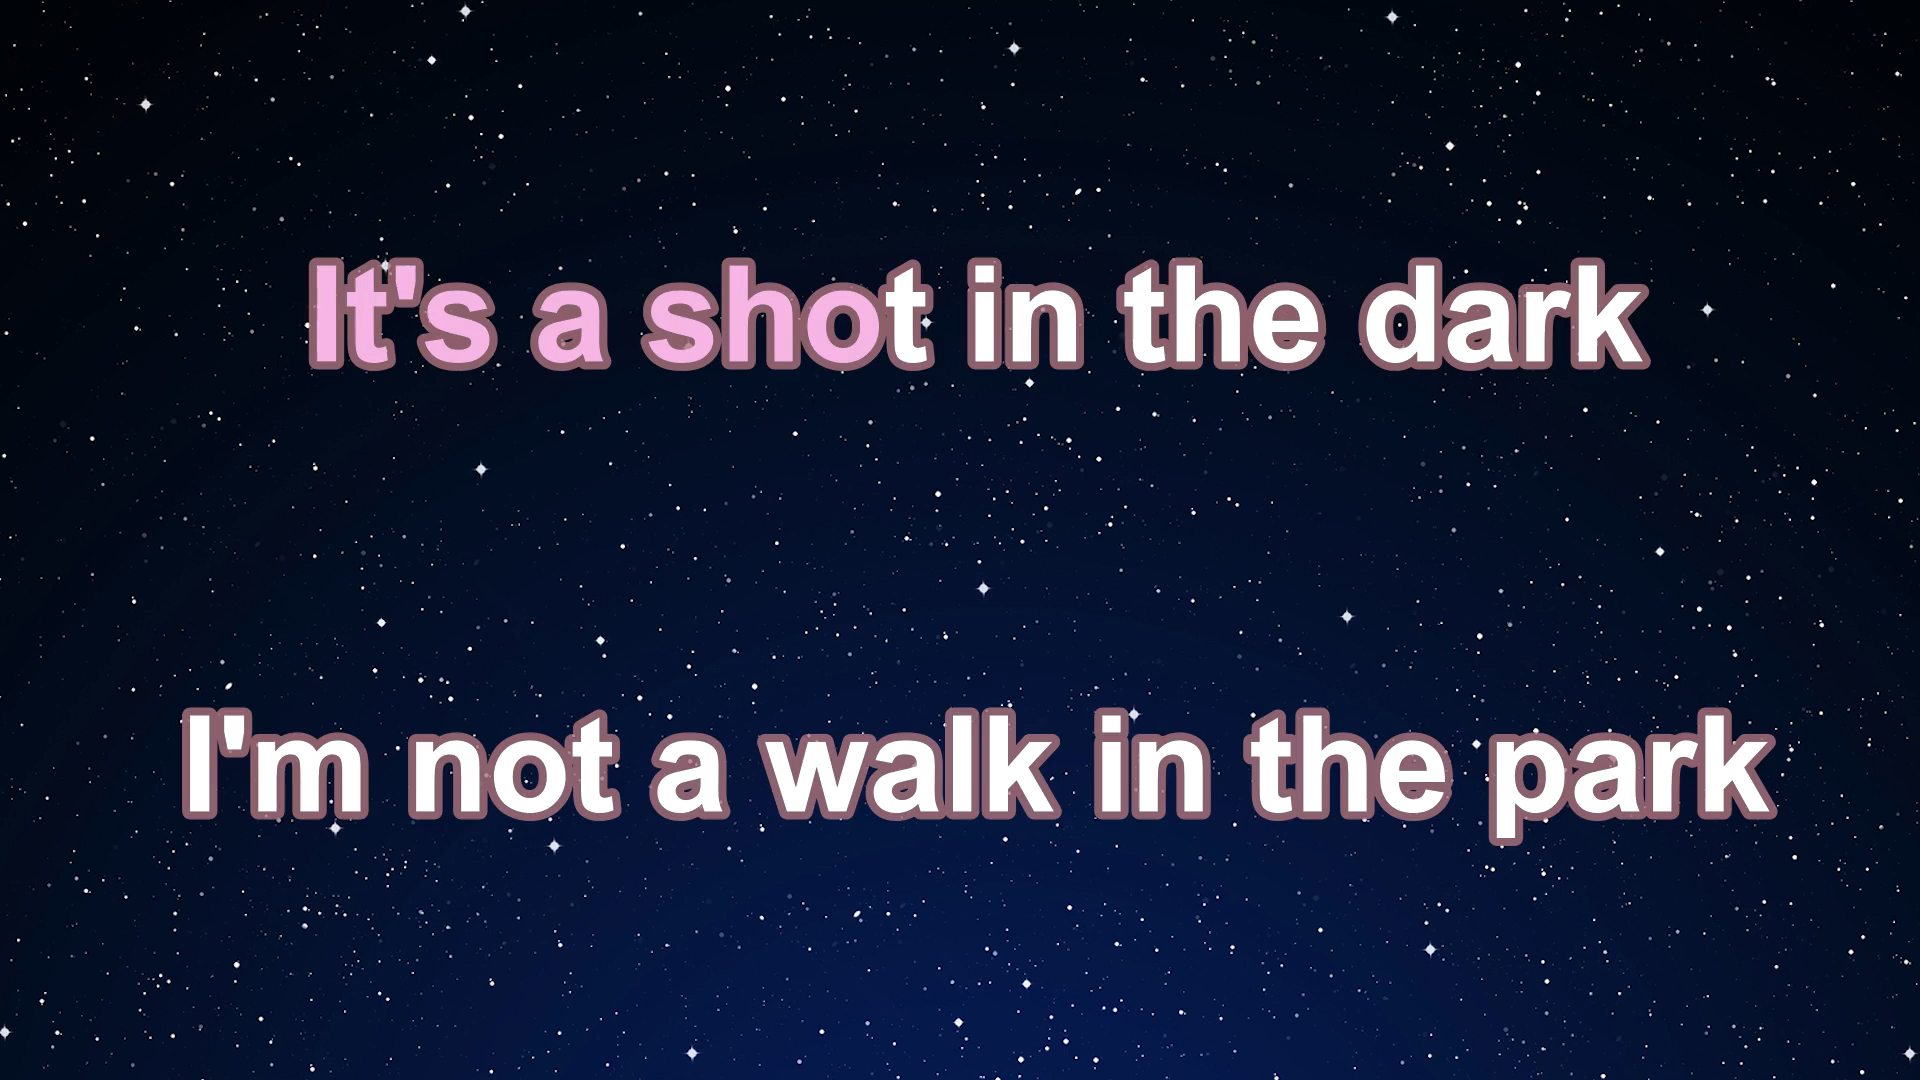 It's a shot in the dark
I'm not a walk in the park